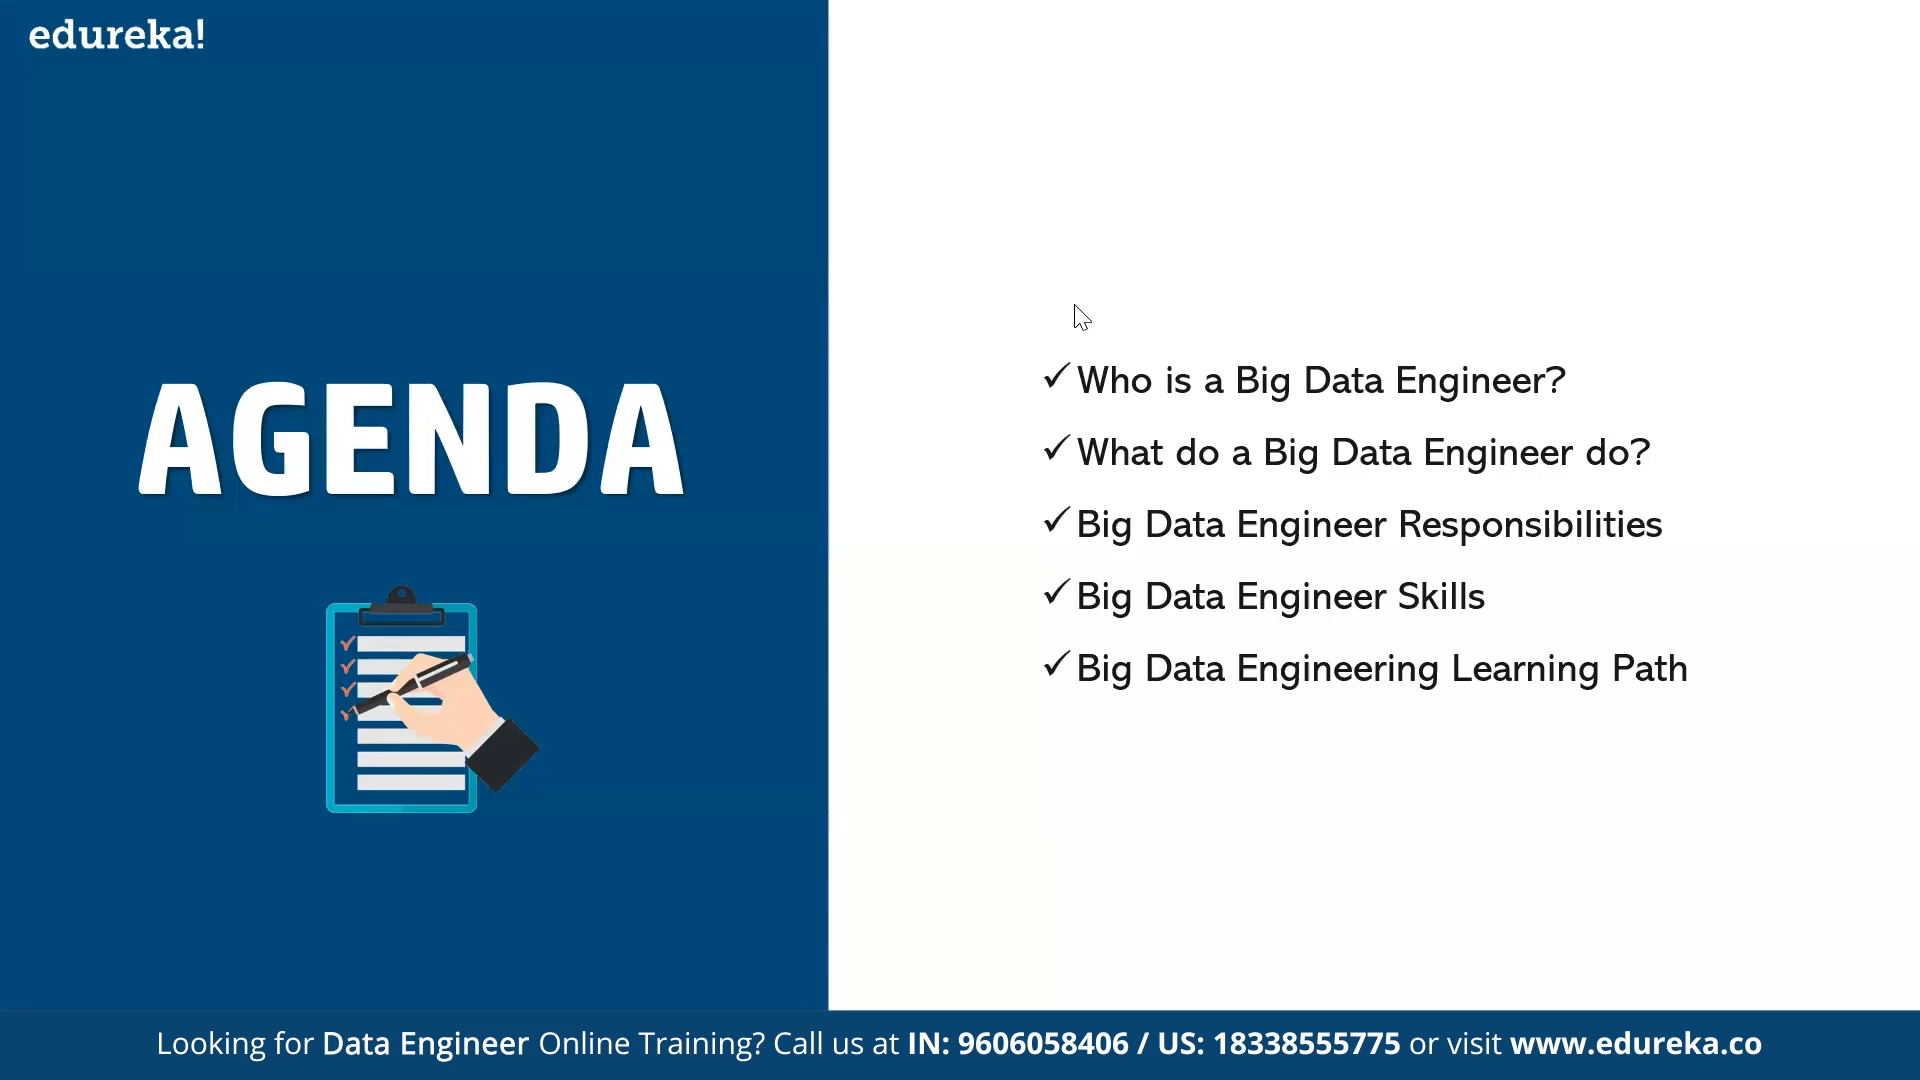 edureka!
AGENDA
✓ Who is a Big Data Engineer?
✓ What do a Big Data Engineer do?
✓ Big Data Engineer Responsibilities
✓ Big Data Engineer Skills
✓ Big Data Engineering Learning Path
Looking for Data Engineer Online Training? Call us at IN: 9606058406 / US: 18338555775 or visit www.edureka.co